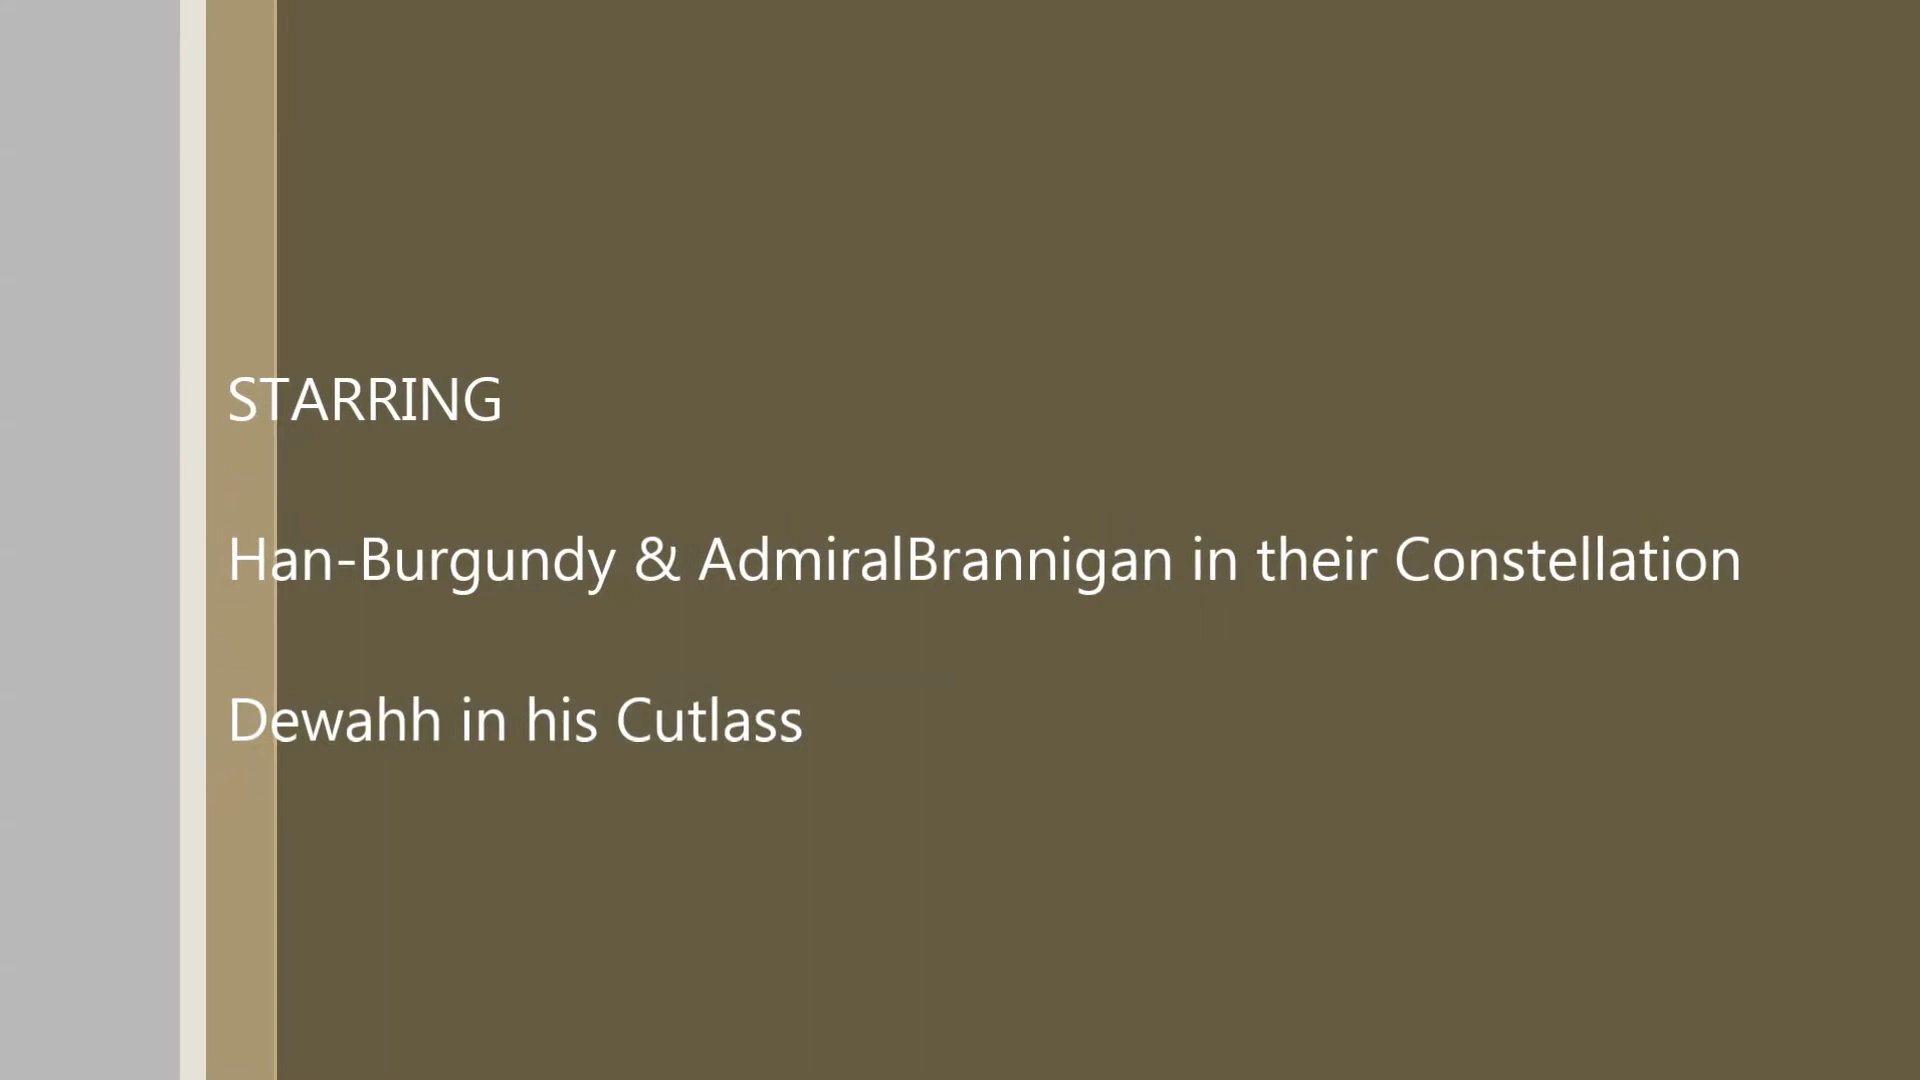 STARRING
Han-Burgundy & AdmiralBrannigan in their Constellation
Dewahh in his Cutlass